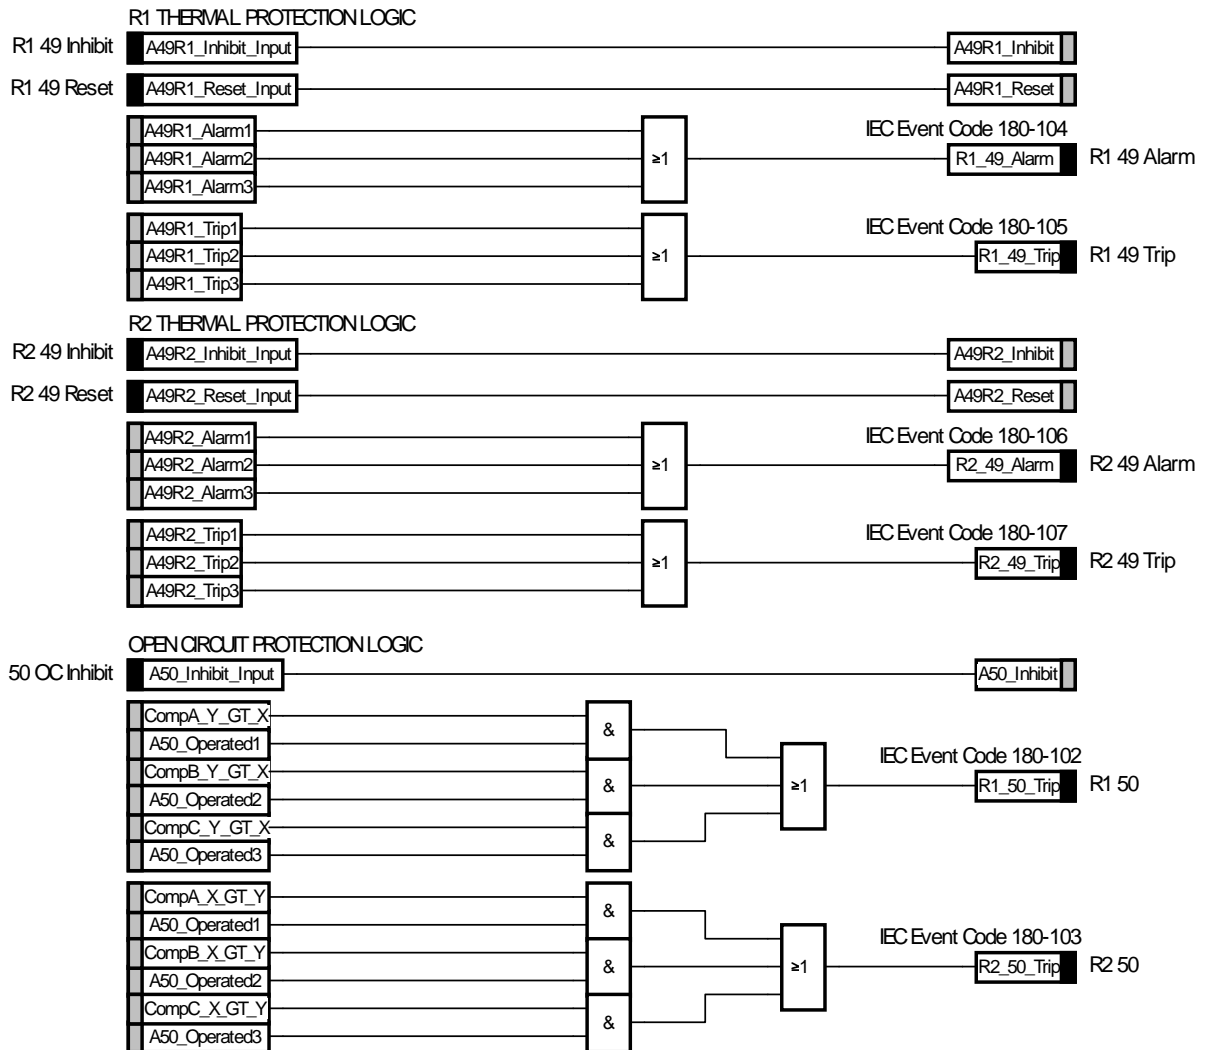 R1 THERMAL PROTECTION LOGIC
R1 49 Inhibit A49R1_Inhibit_Input A49R1_Inhibit
R1 49 Reset A49R1_Reset_Input A49R1_Reset
A49R1_Alarm1 IEC Event Code 180-104
A49R1_Alarm2 ≥1 R1_49_Alarm R1 49 Alarm
A49R1_Alarm3
A49R1_Trip1 IEC Event Code 180-105
A49R1_Trip2 ≥1 R1_49_Trip R1 49 Trip
A49R1_Trip3
R2 THERMAL PROTECTION LOGIC
R2 49 Inhibit A49R2_Inhibit_Input A49R2_Inhibit
R2 49 Reset A49R2_Reset_Input A49R2_Reset
A49R2_Alarm1 IEC Event Code 180-106
A49R2_Alarm2 ≥1 R2_49_Alarm R2 49 Alarm
A49R2_Alarm3
A49R2_Trip1 IEC Event Code 180-107
A49R2_Trip2 ≥1 R2_49_Trip R2 49 Trip
A49R2_Trip3
OPEN CIRCUIT PROTECTION LOGIC
50 OC Inhibit A50_Inhibit_Input A50_Inhibit
CompA_Y_GT_X
&
A50_Operated1
IEC Event Code 180-102
CompB_Y_GT_X
& ≥1 R1_50_Trip R1 50
A50_Operated2
CompC_Y_GT_X
&
A50_Operated3
CompA_X_GT_Y
&
A50_Operated1
IEC Event Code 180-103
CompB_X_GT_Y
& ≥1 R2_50_Trip R2 50
A50_Operated2
CompC_X_GT_Y
&
A50_Operated3